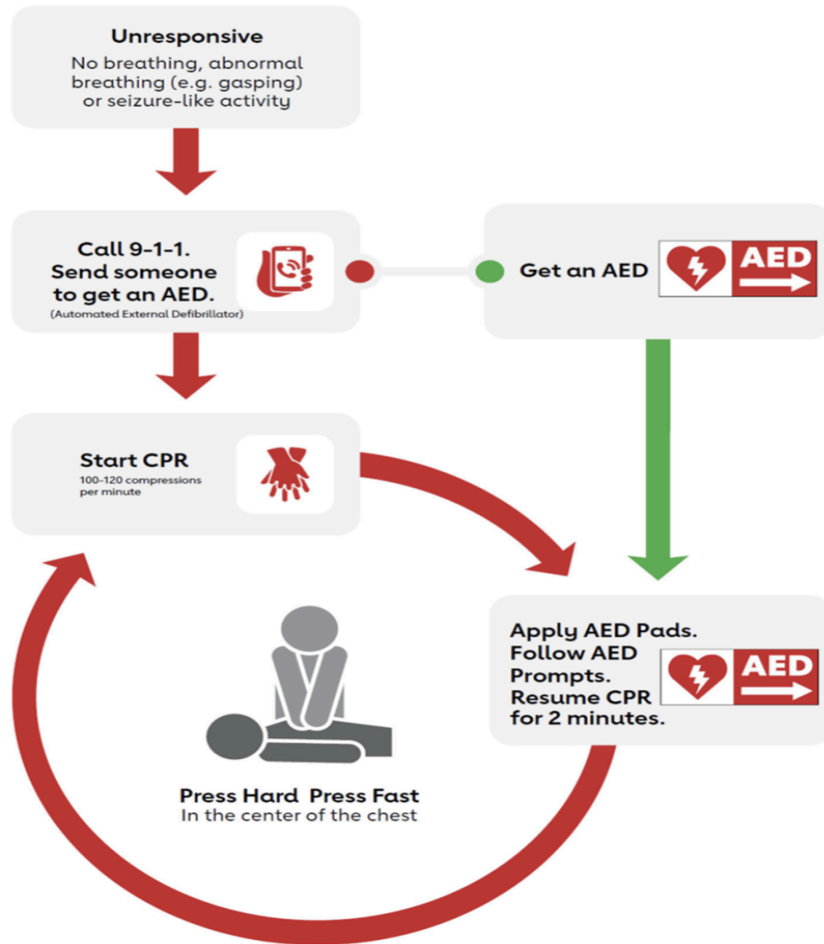 Unresponsive
No breathing, abnormal
breathing (e.g. gasping)
or seizure-like activity
Call 9-1-1.
Send someone
to get an AED.
(Automated External Defibrillator)
Get an AED
AED
Start CPR
100-120 compressions
per minute
Apply AED Pads.
Follow AED
Prompts.
Resume CPR
for 2 minutes.
AED
Press Hard Press Fast
In the center of the chest